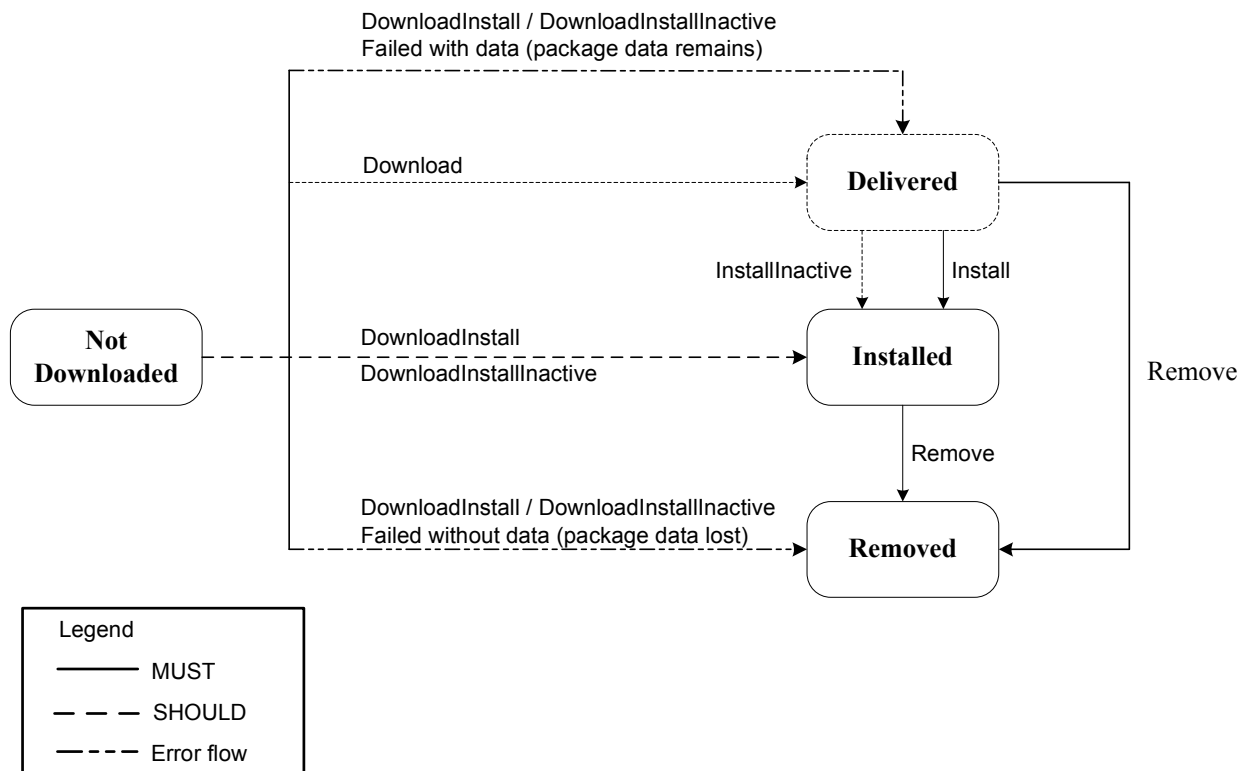 DownloadInstall / DownloadInstallInactive
Failed with data (package data remains)
Download
Delivered
InstallInactive
Install
Not
Downloaded
DownloadInstall
DownloadInstallInactive
Installed
Remove
Remove
DownloadInstall / DownloadInstallInactive
Failed without data (package data lost)
Removed
Legend
MUST
SHOULD
Error flow